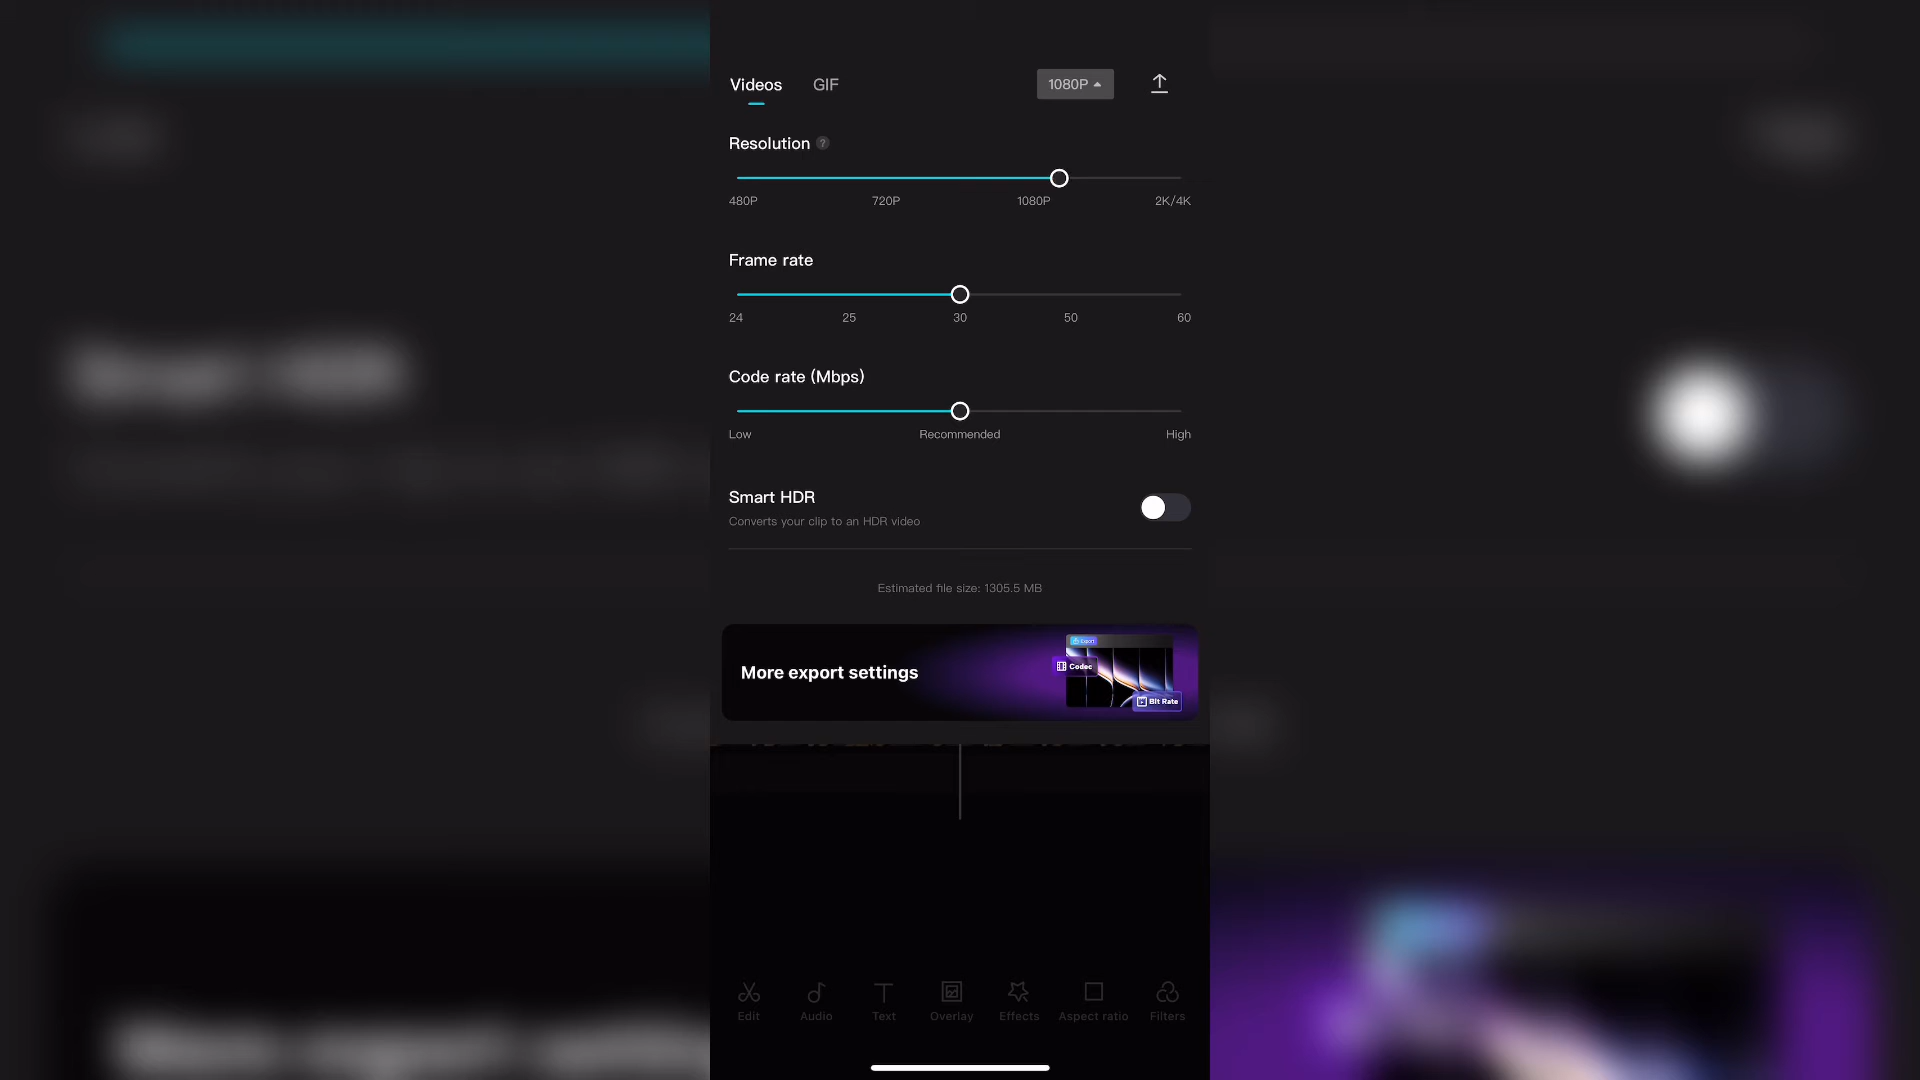 Videos GIF 1080P
Resolution ?
480P 720P 1080P 2K/4K
Frame rate
24 25 30 50 60
Code rate (Mbps)
Low Recommended High
Smart HDR
Converts your clip to an HDR video
Estimated file size: 1305.5 MB
Export
Codec
More export settings
Bit Rate
Edit Audio Text Overlay Effects Aspect ratio Filters